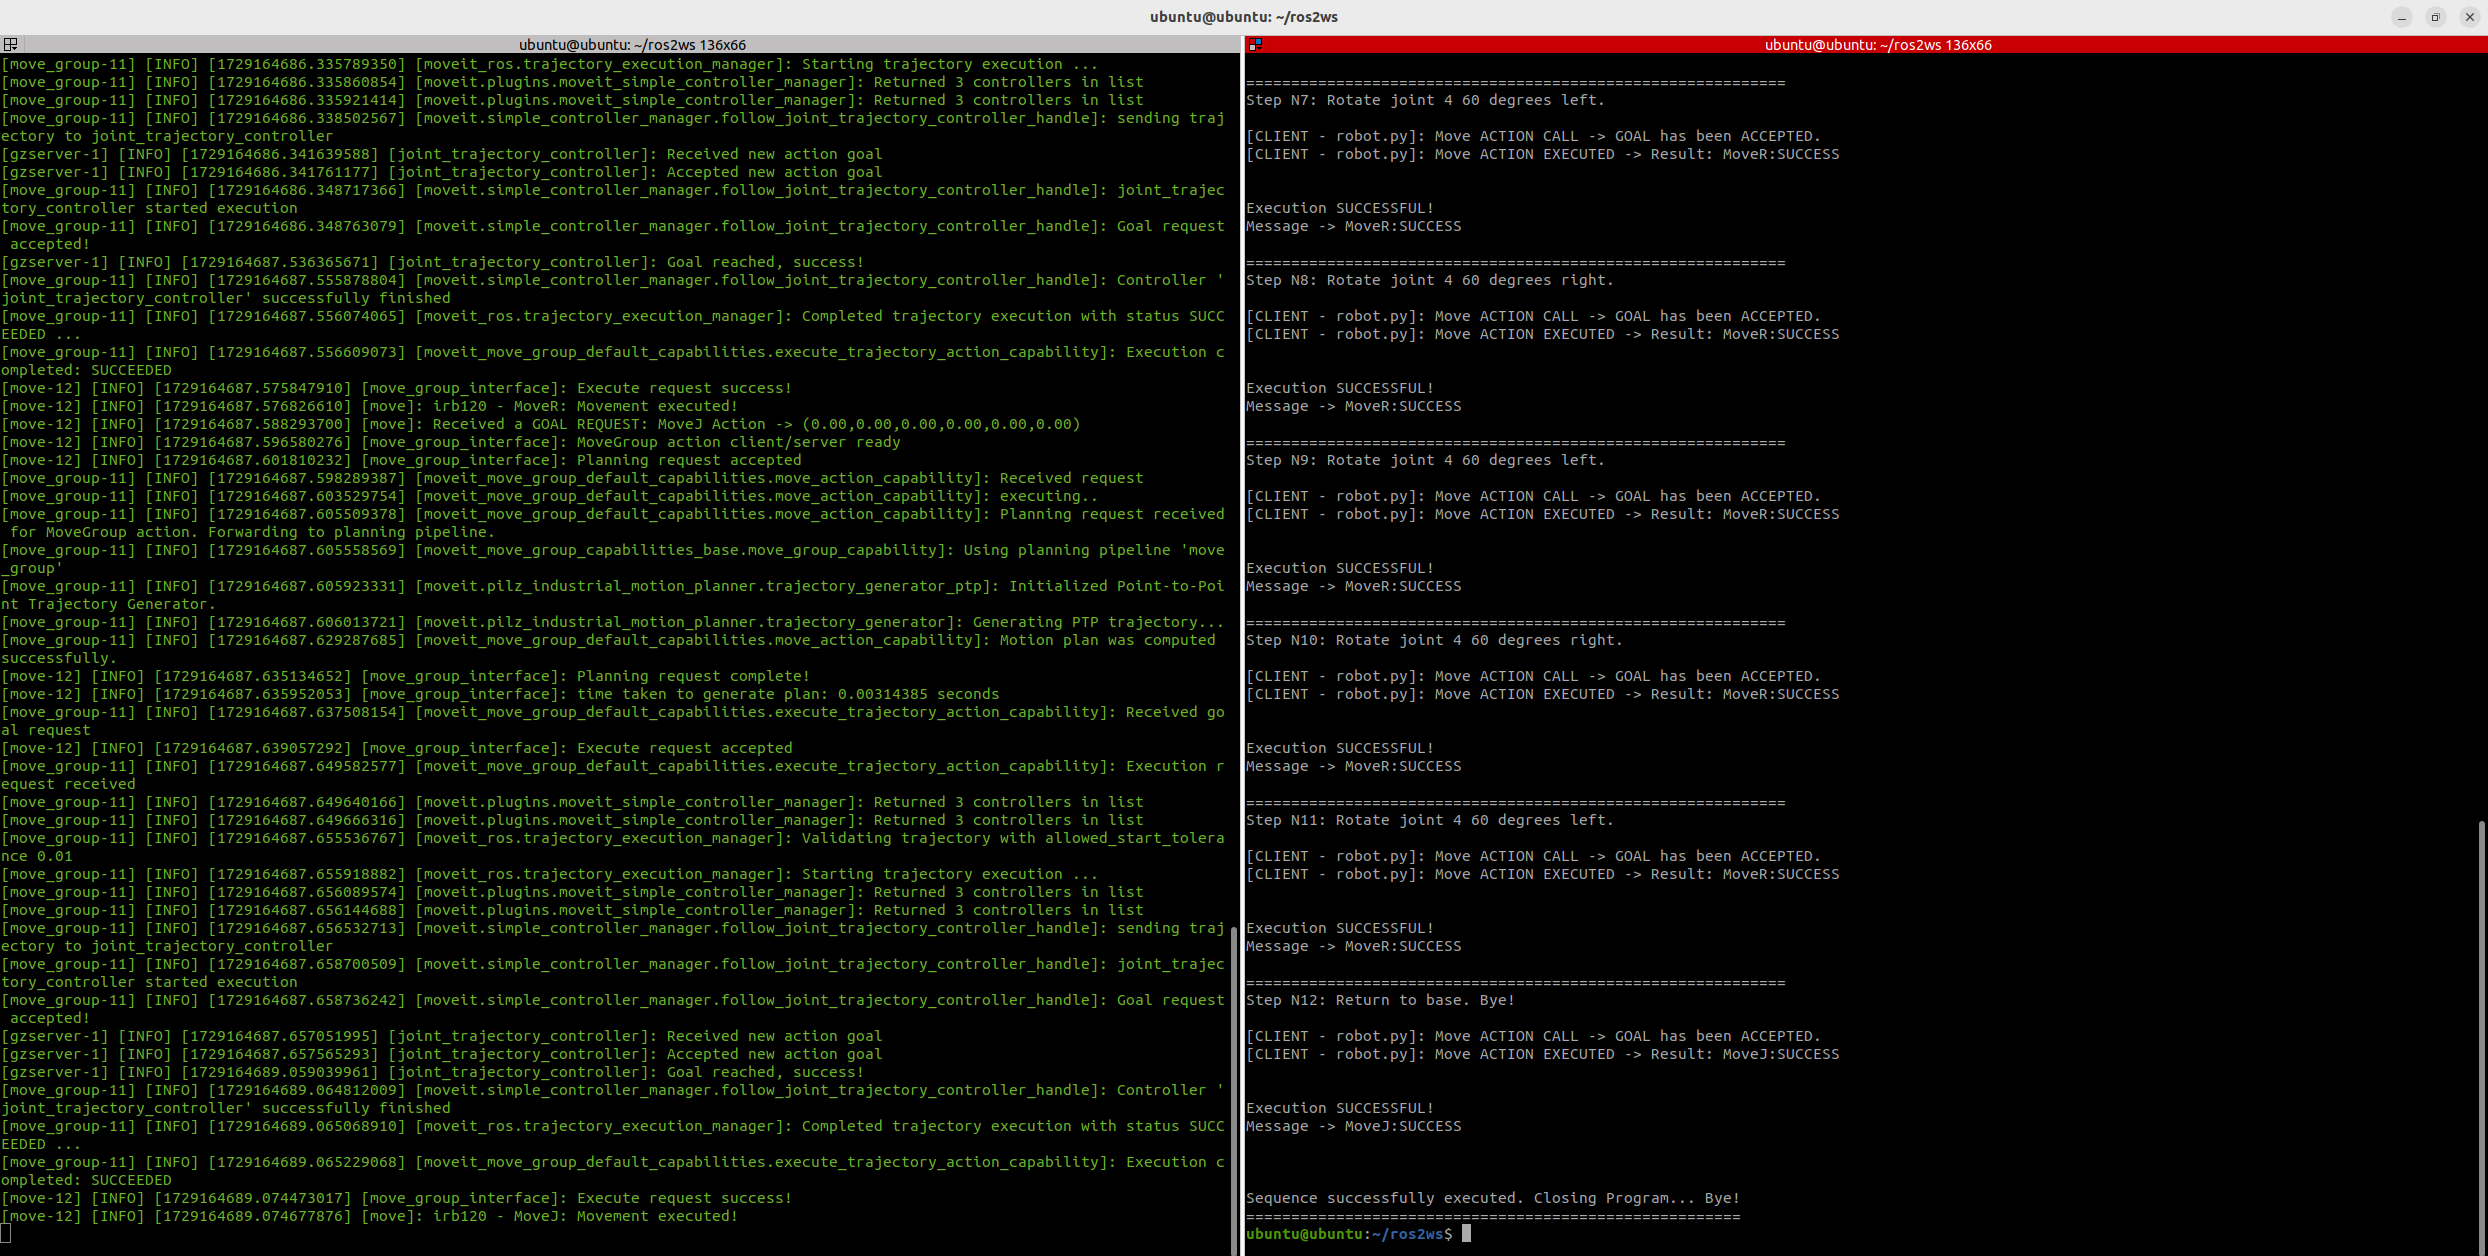 ubuntu@ubuntu: ~/ros2ws
ubuntu@ubuntu: ~/ros2ws 136x66
[move_group-11] [INFO] [1729164686.335789350] [moveit_ros.trajectory_execution_manager]: Starting trajectory execution ...
[move_group-11] [INFO] [1729164686.335860854] [moveit.plugins.moveit_simple_controller_manager]: Returned 3 controllers in list
[move_group-11] [INFO] [1729164686.335921414] [moveit.plugins.moveit_simple_controller_manager]: Returned 3 controllers in list
[move_group-11] [INFO] [1729164686.338502567] [moveit.simple_controller_manager.follow_joint_trajectory_controller_handle]: sending traj
ectory to joint_trajectory_controller
[gzserver-1] [INFO] [1729164686.341639588] [joint_trajectory_controller]: Received new action goal
[gzserver-1] [INFO] [1729164686.341761177] [joint_trajectory_controller]: Accepted new action goal
[move_group-11] [INFO] [1729164686.348717366] [moveit.simple_controller_manager.follow_joint_trajectory_controller_handle]: joint_trajec
tory_controller started execution
[move_group-11] [INFO] [1729164686.348763079] [moveit.simple_controller_manager.follow_joint_trajectory_controller_handle]: Goal request
 accepted!
[gzserver-1] [INFO] [1729164687.536365671] [joint_trajectory_controller]: Goal reached, success!
[move_group-11] [INFO] [1729164687.555878804] [moveit.simple_controller_manager.follow_joint_trajectory_controller_handle]: Controller '
joint_trajectory_controller' successfully finished
[move_group-11] [INFO] [1729164687.556074065] [moveit_ros.trajectory_execution_manager]: Completed trajectory execution with status SUCC
EEDED ...
[move_group-11] [INFO] [1729164687.556609073] [moveit_move_group_default_capabilities.execute_trajectory_action_capability]: Execution c
ompleted: SUCCEEDED
[move-12] [INFO] [1729164687.575847910] [move_group_interface]: Execute request success!
[move-12] [INFO] [1729164687.576826610] [move]: irb120 - MoveR: Movement executed!
[move-12] [INFO] [1729164687.588293700] [move]: Received a GOAL REQUEST: MoveJ Action -> (0.00,0.00,0.00,0.00,0.00,0.00)
[move-12] [INFO] [1729164687.596580276] [move_group_interface]: MoveGroup action client/server ready
[move-12] [INFO] [1729164687.601810232] [move_group_interface]: Planning request accepted
[move_group-11] [INFO] [1729164687.598289387] [moveit_move_group_default_capabilities.move_action_capability]: Received request
[move_group-11] [INFO] [1729164687.603529754] [moveit_move_group_default_capabilities.move_action_capability]: executing..
[move_group-11] [INFO] [1729164687.605509378] [moveit_move_group_default_capabilities.move_action_capability]: Planning request received
 for MoveGroup action. Forwarding to planning pipeline.
[move_group-11] [INFO] [1729164687.605558569] [moveit_move_group_capabilities_base.move_group_capability]: Using planning pipeline 'move
_group'
[move_group-11] [INFO] [1729164687.605923331] [moveit.pilz_industrial_motion_planner.trajectory_generator_ptp]: Initialized Point-to-Poi
nt Trajectory Generator.
[move_group-11] [INFO] [1729164687.606013721] [moveit.pilz_industrial_motion_planner.trajectory_generator]: Generating PTP trajectory...
[move_group-11] [INFO] [1729164687.629287685] [moveit_move_group_default_capabilities.move_action_capability]: Motion plan was computed
successfully.
[move-12] [INFO] [1729164687.635134652] [move_group_interface]: Planning request complete!
[move-12] [INFO] [1729164687.635952053] [move_group_interface]: time taken to generate plan: 0.00314385 seconds
[move_group-11] [INFO] [1729164687.637508154] [moveit_move_group_default_capabilities.execute_trajectory_action_capability]: Received go
al request
[move-12] [INFO] [1729164687.639057292] [move_group_interface]: Execute request accepted
[move_group-11] [INFO] [1729164687.649582577] [moveit_move_group_default_capabilities.execute_trajectory_action_capability]: Execution r
equest received
[move_group-11] [INFO] [1729164687.649640166] [moveit.plugins.moveit_simple_controller_manager]: Returned 3 controllers in list
[move_group-11] [INFO] [1729164687.649666316] [moveit.plugins.moveit_simple_controller_manager]: Returned 3 controllers in list
[move_group-11] [INFO] [1729164687.655536767] [moveit_ros.trajectory_execution_manager]: Validating trajectory with allowed_start_tolera
nce 0.01
[move_group-11] [INFO] [1729164687.655918882] [moveit_ros.trajectory_execution_manager]: Starting trajectory execution ...
[move_group-11] [INFO] [1729164687.656089574] [moveit.plugins.moveit_simple_controller_manager]: Returned 3 controllers in list
[move_group-11] [INFO] [1729164687.656144688] [moveit.plugins.moveit_simple_controller_manager]: Returned 3 controllers in list
[move_group-11] [INFO] [1729164687.656532713] [moveit.simple_controller_manager.follow_joint_trajectory_controller_handle]: sending traj
ectory to joint_trajectory_controller
[move_group-11] [INFO] [1729164687.658700509] [moveit.simple_controller_manager.follow_joint_trajectory_controller_handle]: joint_trajec
tory_controller started execution
[move_group-11] [INFO] [1729164687.658736242] [moveit.simple_controller_manager.follow_joint_trajectory_controller_handle]: Goal request
 accepted!
[gzserver-1] [INFO] [1729164687.657051995] [joint_trajectory_controller]: Received new action goal
[gzserver-1] [INFO] [1729164687.657565293] [joint_trajectory_controller]: Accepted new action goal
[gzserver-1] [INFO] [1729164689.059039961] [joint_trajectory_controller]: Goal reached, success!
[move_group-11] [INFO] [1729164689.064812009] [moveit.simple_controller_manager.follow_joint_trajectory_controller_handle]: Controller '
joint_trajectory_controller' successfully finished
[move_group-11] [INFO] [1729164689.065068910] [moveit_ros.trajectory_execution_manager]: Completed trajectory execution with status SUCC
EEDED ...
[move_group-11] [INFO] [1729164689.065229068] [moveit_move_group_default_capabilities.execute_trajectory_action_capability]: Execution c
ompleted: SUCCEEDED
[move-12] [INFO] [1729164689.074473017] [move_group_interface]: Execute request success!
[move-12] [INFO] [1729164689.074677876] [move]: irb120 - MoveJ: Movement executed!
ubuntu@ubuntu: ~/ros2ws 136x66
============================================================
Step N7: Rotate joint 4 60 degrees left.
[CLIENT - robot.py]: Move ACTION CALL -> GOAL has been ACCEPTED.
[CLIENT - robot.py]: Move ACTION EXECUTED -> Result: MoveR:SUCCESS
Execution SUCCESSFUL!
Message -> MoveR:SUCCESS
============================================================
Step N8: Rotate joint 4 60 degrees right.
[CLIENT - robot.py]: Move ACTION CALL -> GOAL has been ACCEPTED.
[CLIENT - robot.py]: Move ACTION EXECUTED -> Result: MoveR:SUCCESS
Execution SUCCESSFUL!
Message -> MoveR:SUCCESS
============================================================
Step N9: Rotate joint 4 60 degrees left.
[CLIENT - robot.py]: Move ACTION CALL -> GOAL has been ACCEPTED.
[CLIENT - robot.py]: Move ACTION EXECUTED -> Result: MoveR:SUCCESS
Execution SUCCESSFUL!
Message -> MoveR:SUCCESS
============================================================
Step N10: Rotate joint 4 60 degrees right.
[CLIENT - robot.py]: Move ACTION CALL -> GOAL has been ACCEPTED.
[CLIENT - robot.py]: Move ACTION EXECUTED -> Result: MoveR:SUCCESS
Execution SUCCESSFUL!
Message -> MoveR:SUCCESS
============================================================
Step N11: Rotate joint 4 60 degrees left.
[CLIENT - robot.py]: Move ACTION CALL -> GOAL has been ACCEPTED.
[CLIENT - robot.py]: Move ACTION EXECUTED -> Result: MoveR:SUCCESS
Execution SUCCESSFUL!
Message -> MoveR:SUCCESS
============================================================
Step N12: Return to base. Bye!
[CLIENT - robot.py]: Move ACTION CALL -> GOAL has been ACCEPTED.
[CLIENT - robot.py]: Move ACTION EXECUTED -> Result: MoveJ:SUCCESS
Execution SUCCESSFUL!
Message -> MoveJ:SUCCESS
Sequence successfully executed. Closing Program... Bye!
=======================================================
ubuntu@ubuntu:~/ros2ws$